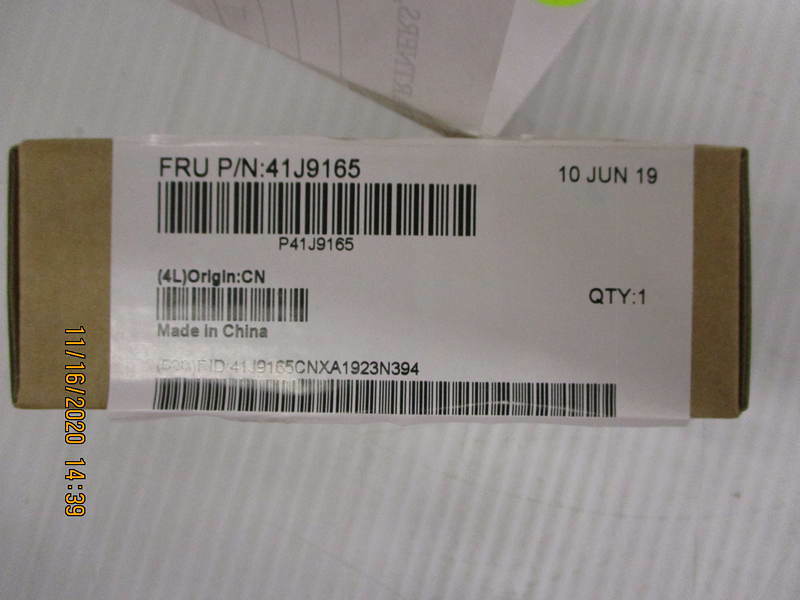 RTNERS,
FRU P/N:41J9165
10 JUN 19
P41J9165
(4L)Origin:CN
QTY:1
Made in China
41J9165CNXA1923N394
11/16/2020 14:39